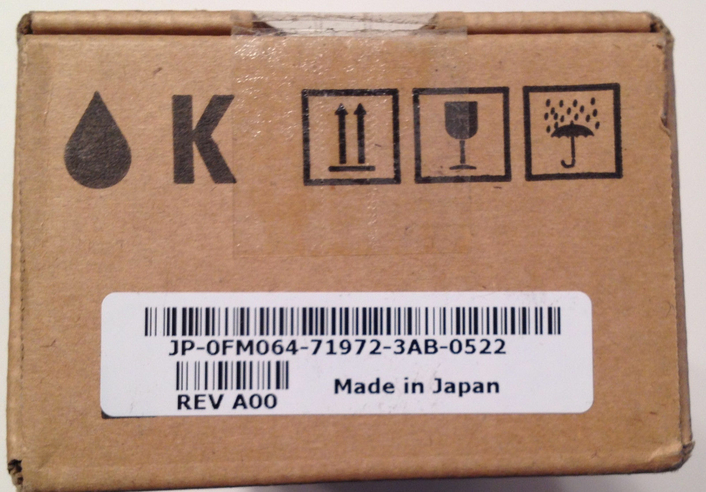 K
JP-0FM064-71972-3AB-0522
REV A00
Made in Japan